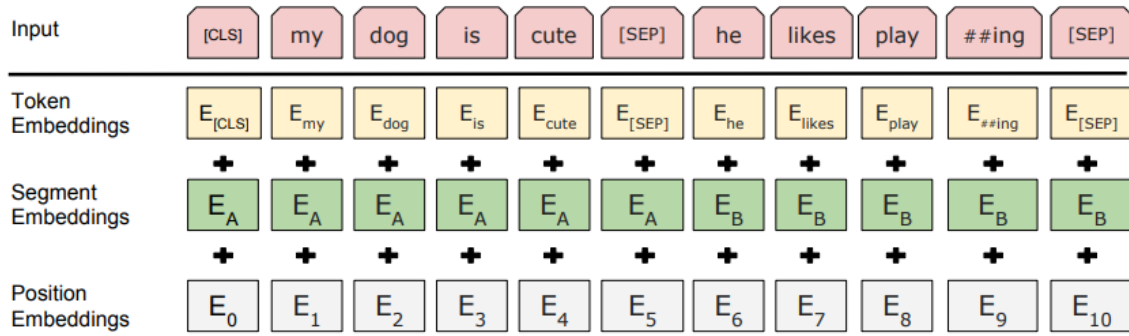 Input [CLS] my dog is cute [SEP] he likes play ##ing [SEP]
Token Embeddings E[CLS] Emy Edog Eis Ecute E[SEP] Ehe Elikes Eplay E##ing E[SEP]
+ + + + + + + + + + +
Segment Embeddings EA EA EA EA EA EA EB EB EB EB EB
+ + + + + + + + + + +
Position Embeddings E0 E1 E2 E3 E4 E5 E6 E7 E8 E9 E10